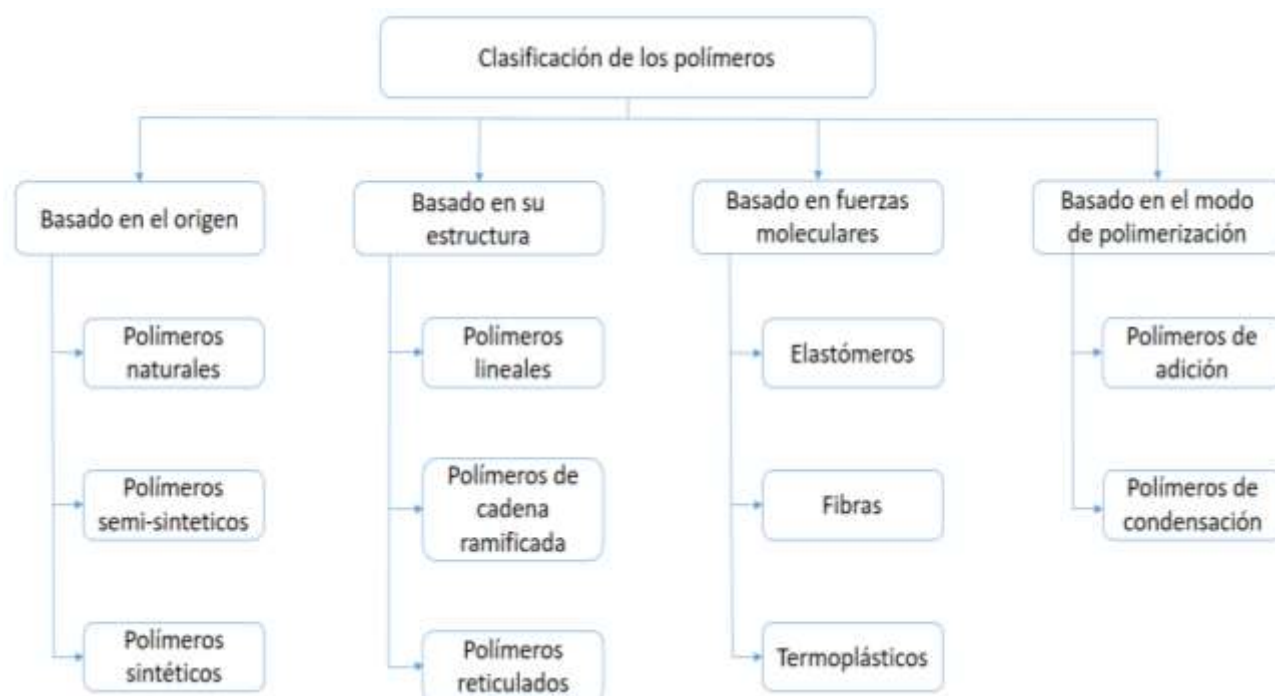 Clasificación de los polímeros
Basado en el origen
Polímeros
naturales
Polímeros
semi-sinteticos
Polímeros
sintéticos
Basado en su
estructura
Polímeros
lineales
Polímeros de
cadena
ramificada
Polímeros
reticulados
Basado en fuerzas
moleculares
Elastómeros
Fibras
Termoplásticos
Basado en el modo
de polimerización
Polímeros de
adición
Polímeros de
condensación